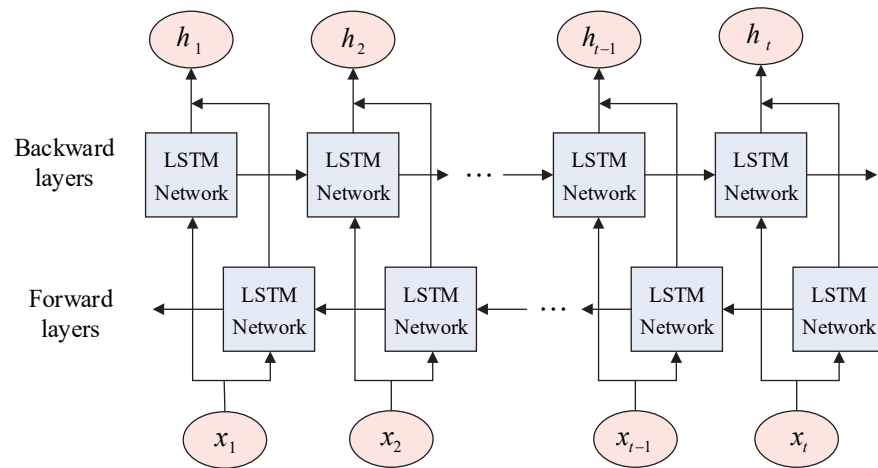 h₁ h₂ hₜ₋₁ hₜ
Backward
layers
LSTM
Network
LSTM
Network
...
LSTM
Network
LSTM
Network
Forward
layers
LSTM
Network
LSTM
Network
...
LSTM
Network
LSTM
Network
x₁ x₂ xₜ₋₁ xₜ